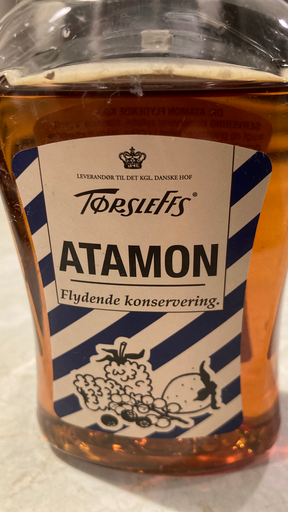 LEVERANDØR TIL DET KGL. DANSKE HOF
TØRSLEFFS®
ATAMON
Flydende konservering.